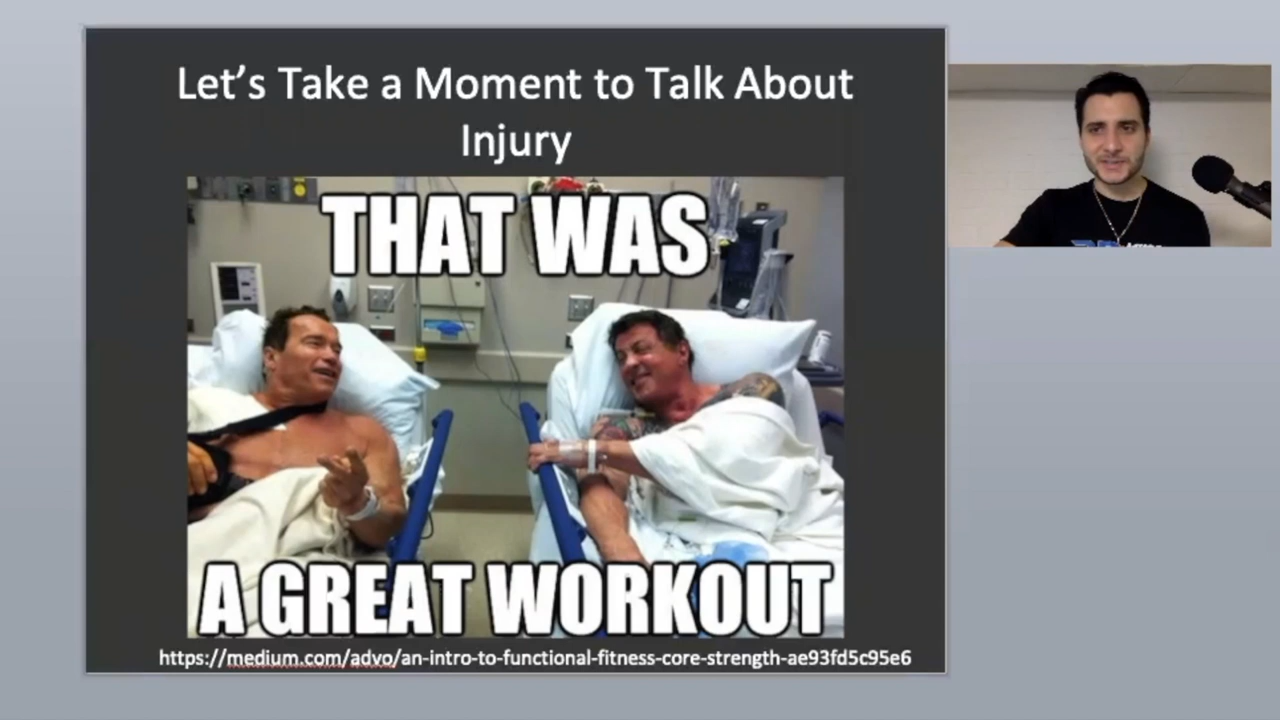 Let's Take a Moment to Talk About
Injury
THAT WAS
A GREAT WORKOUT
https://medium.com/advo/an-intro-to-functional-fitness-core-strength-ae93fd5c95e6